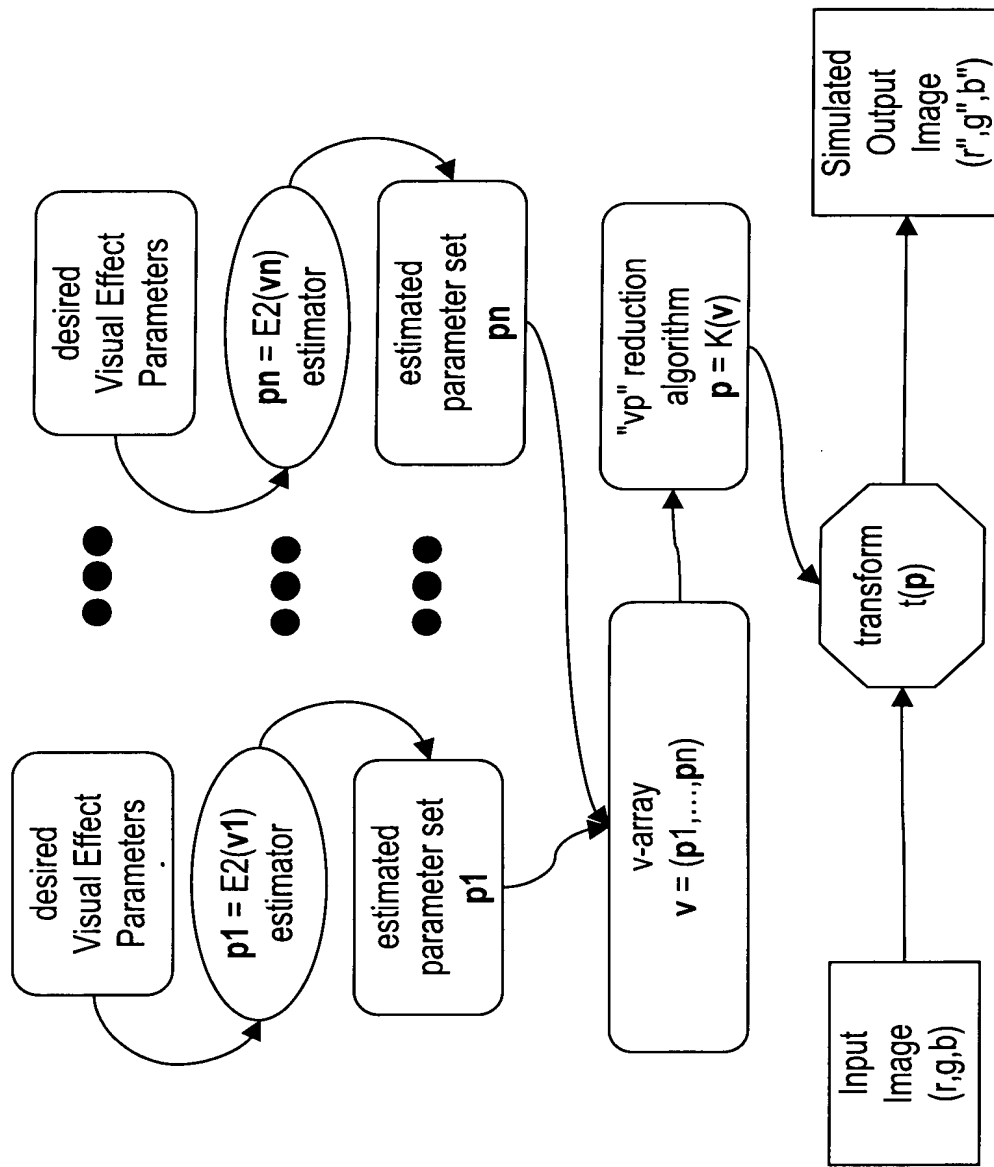 desired
Visual Effect
Parameters
desired
Visual Effect
Parameters
p1 = E2(v1)
estimator
pn = E2(vn)
estimator
estimated
parameter set
p1
estimated
parameter set
pn
v-array
v = (p1,...,pn)
"vp" reduction
algorithm
p = K(v)
Input
Image
(r,g,b)
transform
t(p)
Simulated
Output
Image
(r",g",b")